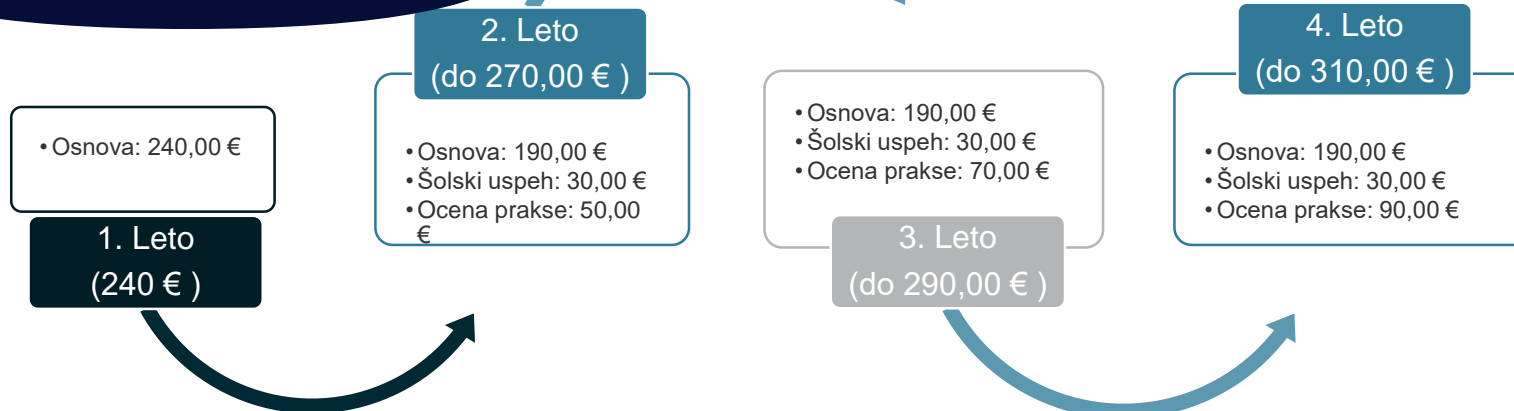 • Osnova: 240,00 €
1. Leto
(240 € )
2. Leto
(do 270,00 € )
• Osnova: 190,00 €
• Šolski uspeh: 30,00 €
• Ocena prakse: 50,00
€
• Osnova: 190,00 €
• Šolski uspeh: 30,00 €
• Ocena prakse: 70,00 €
3. Leto
(do 290,00 € )
4. Leto
(do 310,00 € )
• Osnova: 190,00 €
• Šolski uspeh: 30,00 €
• Ocena prakse: 90,00 €